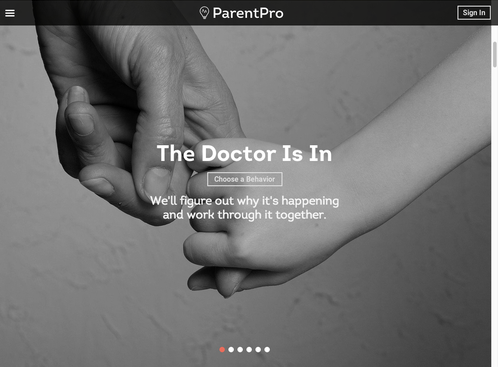 ParentPro
Sign In
The Doctor Is In
Choose a Behavior
We'll figure out why it's happening
and work through it together.